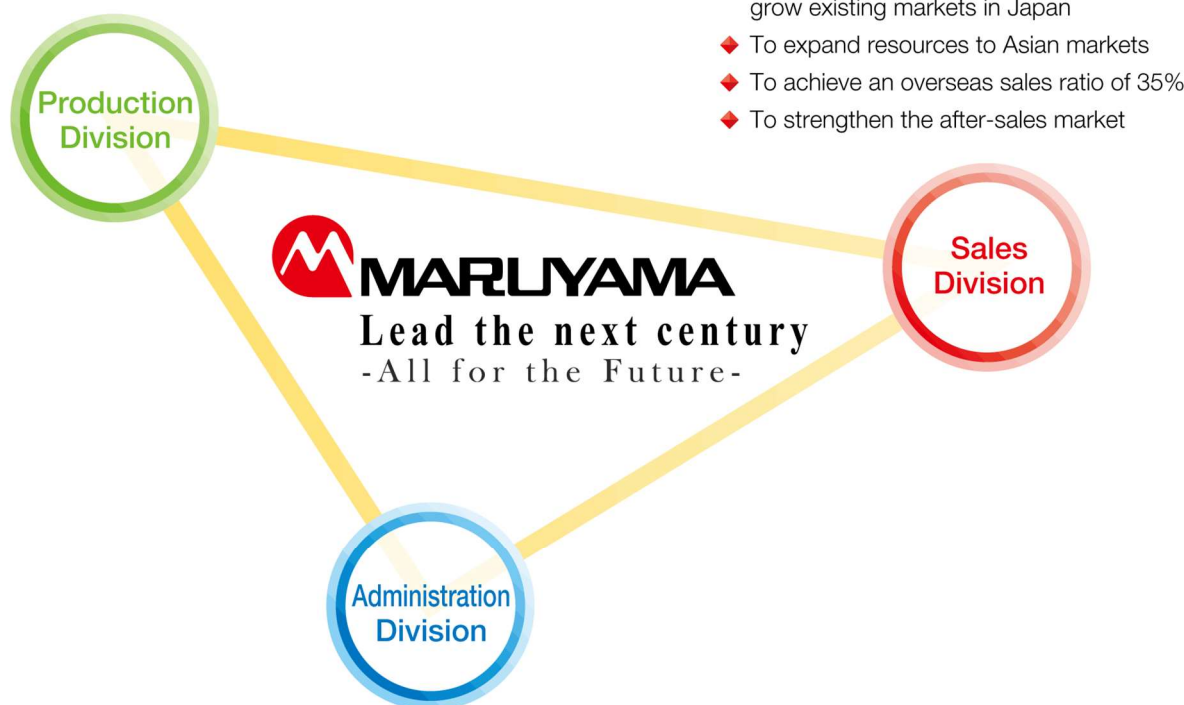 grow existing markets in Japan
To expand resources to Asian markets
To achieve an overseas sales ratio of 35%
To strengthen the after-sales market
Production
Division
Sales
Division
MARUYAMA
Lead the next century
-All for the Future-
Administration
Division